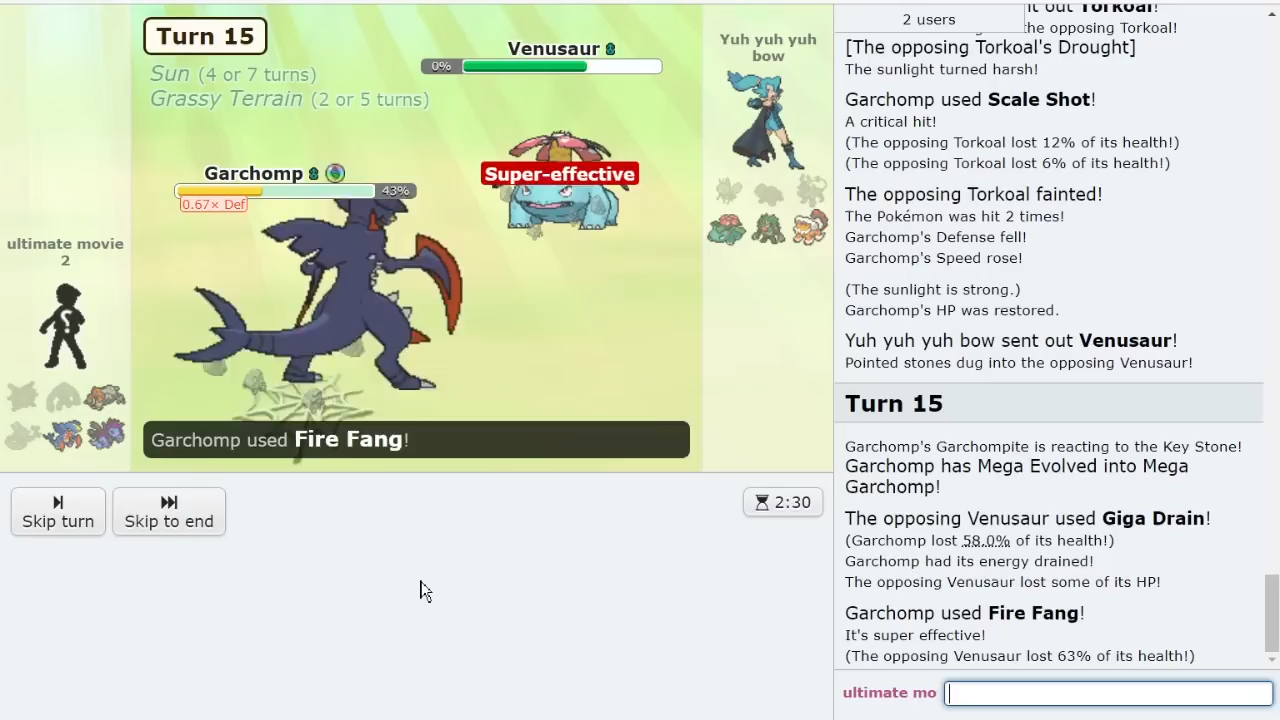 Turn 15
Sun (4 or 7 turns)
Grassy Terrain (2 or 5 turns)
Venusaur
0%
Yuh yuh yuh
bow
Super-effective
Garchomp
43%
0.67× Def
ultimate movie
2
Garchomp used Fire Fang!
Skip turn
Skip to end
2:30
2 users
it out Torkoal!
the opposing Torkoal!
[The opposing Torkoal's Drought]
The sunlight turned harsh!
Garchomp used Scale Shot!
A critical hit!
(The opposing Torkoal lost 12% of its health!)
(The opposing Torkoal lost 6% of its health!)
The opposing Torkoal fainted!
The Pokémon was hit 2 times!
Garchomp's Defense fell!
Garchomp's Speed rose!
(The sunlight is strong.)
Garchomp's HP was restored.
Yuh yuh yuh bow sent out Venusaur!
Pointed stones dug into the opposing Venusaur!
Turn 15
Garchomp's Garchompite is reacting to the Key Stone!
Garchomp has Mega Evolved into Mega
Garchomp!
The opposing Venusaur used Giga Drain!
(Garchomp lost 58.0% of its health!)
Garchomp had its energy drained!
The opposing Venusaur lost some of its HP!
Garchomp used Fire Fang!
It's super effective!
(The opposing Venusaur lost 63% of its health!)
ultimate mo